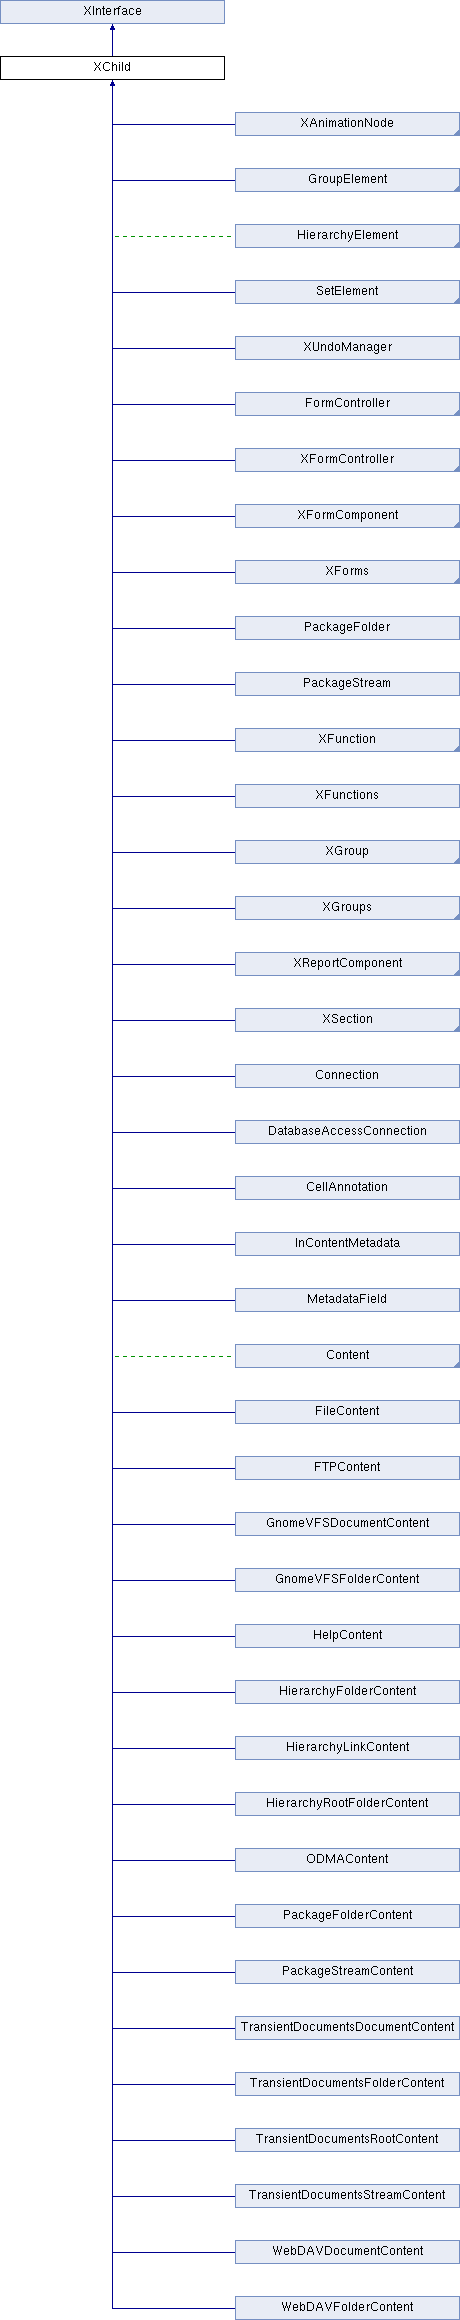 XInterface
XChild
XAnimationNode
GroupElement
HierarchyElement
SetElement
XUndoManager
FormController
XFormController
XFormComponent
XForms
PackageFolder
PackageStream
XFunction
XFunctions
XGroup
XGroups
XReportComponent
XSection
Connection
DatabaseAccessConnection
CellAnnotation
InContentMetadata
MetadataField
Content
FileContent
FTPContent
GnomeVFSDocumentContent
GnomeVFSFolderContent
HelpContent
HierarchyFolderContent
HierarchyLinkContent
HierarchyRootFolderContent
ODMAContent
PackageFolderContent
PackageStreamContent
TransientDocumentsDocumentContent
TransientDocumentsFolderContent
TransientDocumentsRootContent
TransientDocumentsStreamContent
WebDAVDocumentContent
WebDAVFolderContent